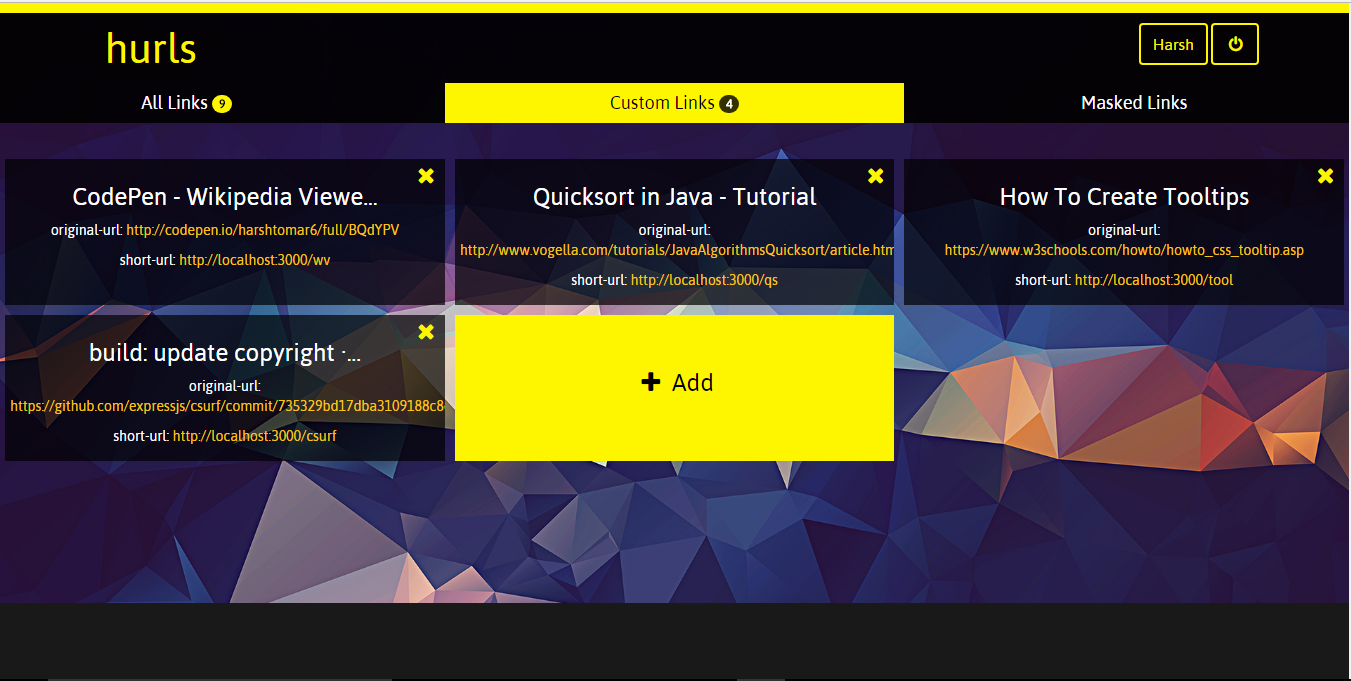 hurls
Harsh
All Links 9
Custom Links 4
Masked Links
CodePen - Wikipedia Viewe...
original-url: http://codepen.io/harshtomar6/full/BQdYPV
short-url: http://localhost:3000/wv
Quicksort in Java - Tutorial
original-url:
http://www.vogella.com/tutorials/JavaAlgorithmsQuicksort/article.htm
short-url: http://localhost:3000/qs
How To Create Tooltips
original-url:
https://www.w3schools.com/howto/howto_css_tooltip.asp
short-url: http://localhost:3000/tool
build: update copyright ·...
original-url:
https://github.com/expressjs/csurf/commit/735329bd17dba3109188c8
short-url: http://localhost:3000/csurf
Add